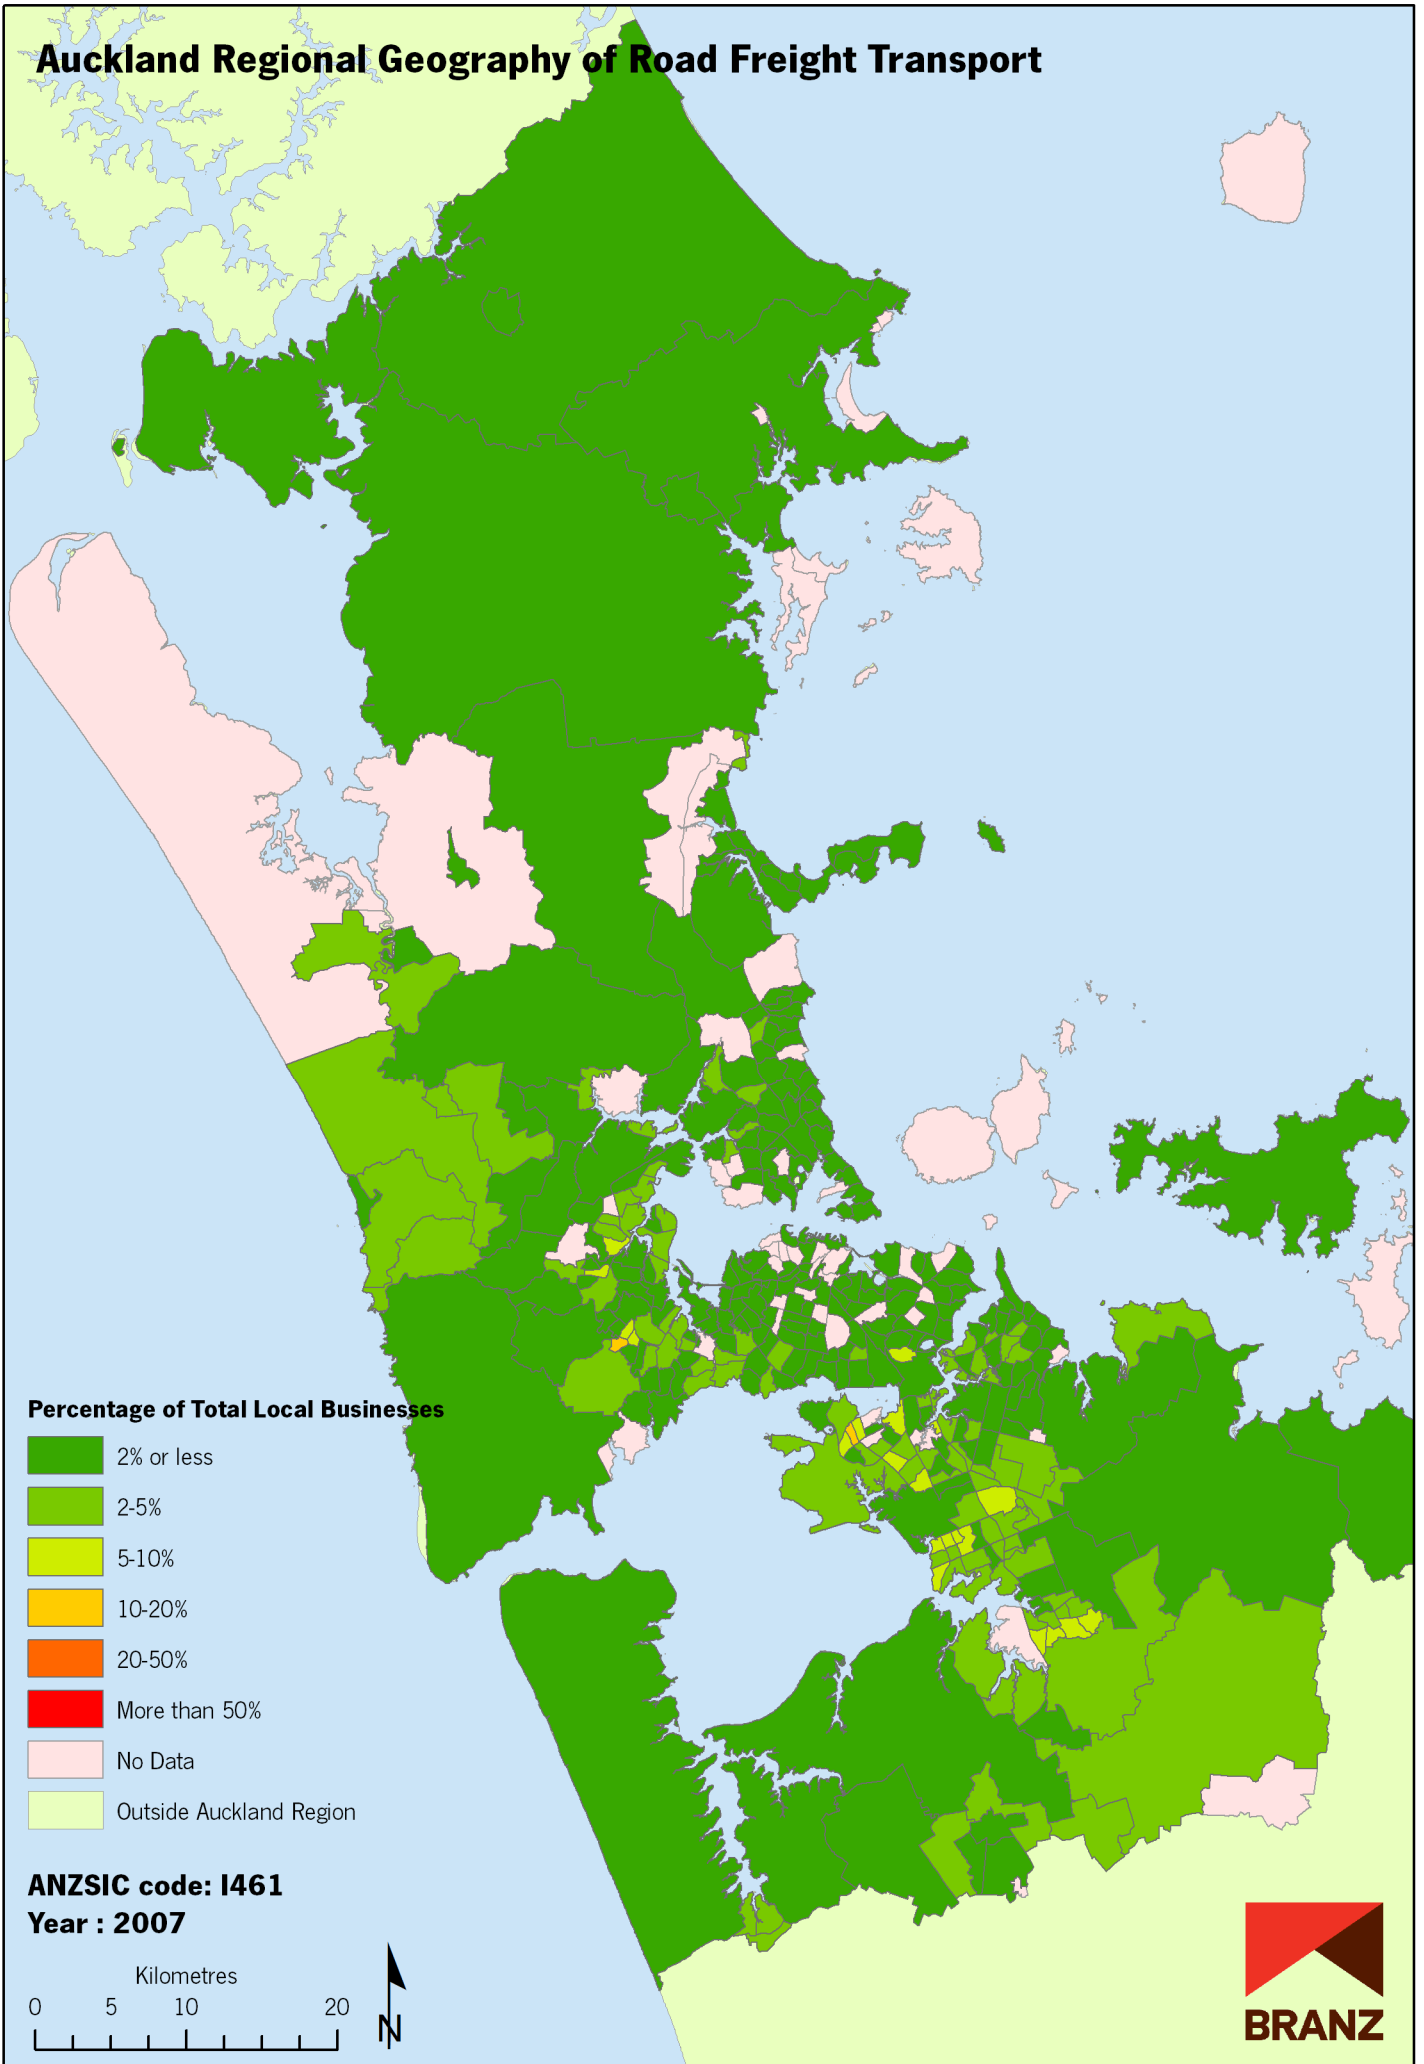 Auckland Regional Geography of Road Freight Transport
Percentage of Total Local Businesses
2% or less
2-5%
5-10%
10-20%
20-50%
More than 50%
No Data
Outside Auckland Region
ANZSIC code: I461
Year : 2007
Kilometres
0 5 10 20
N
BRANZ